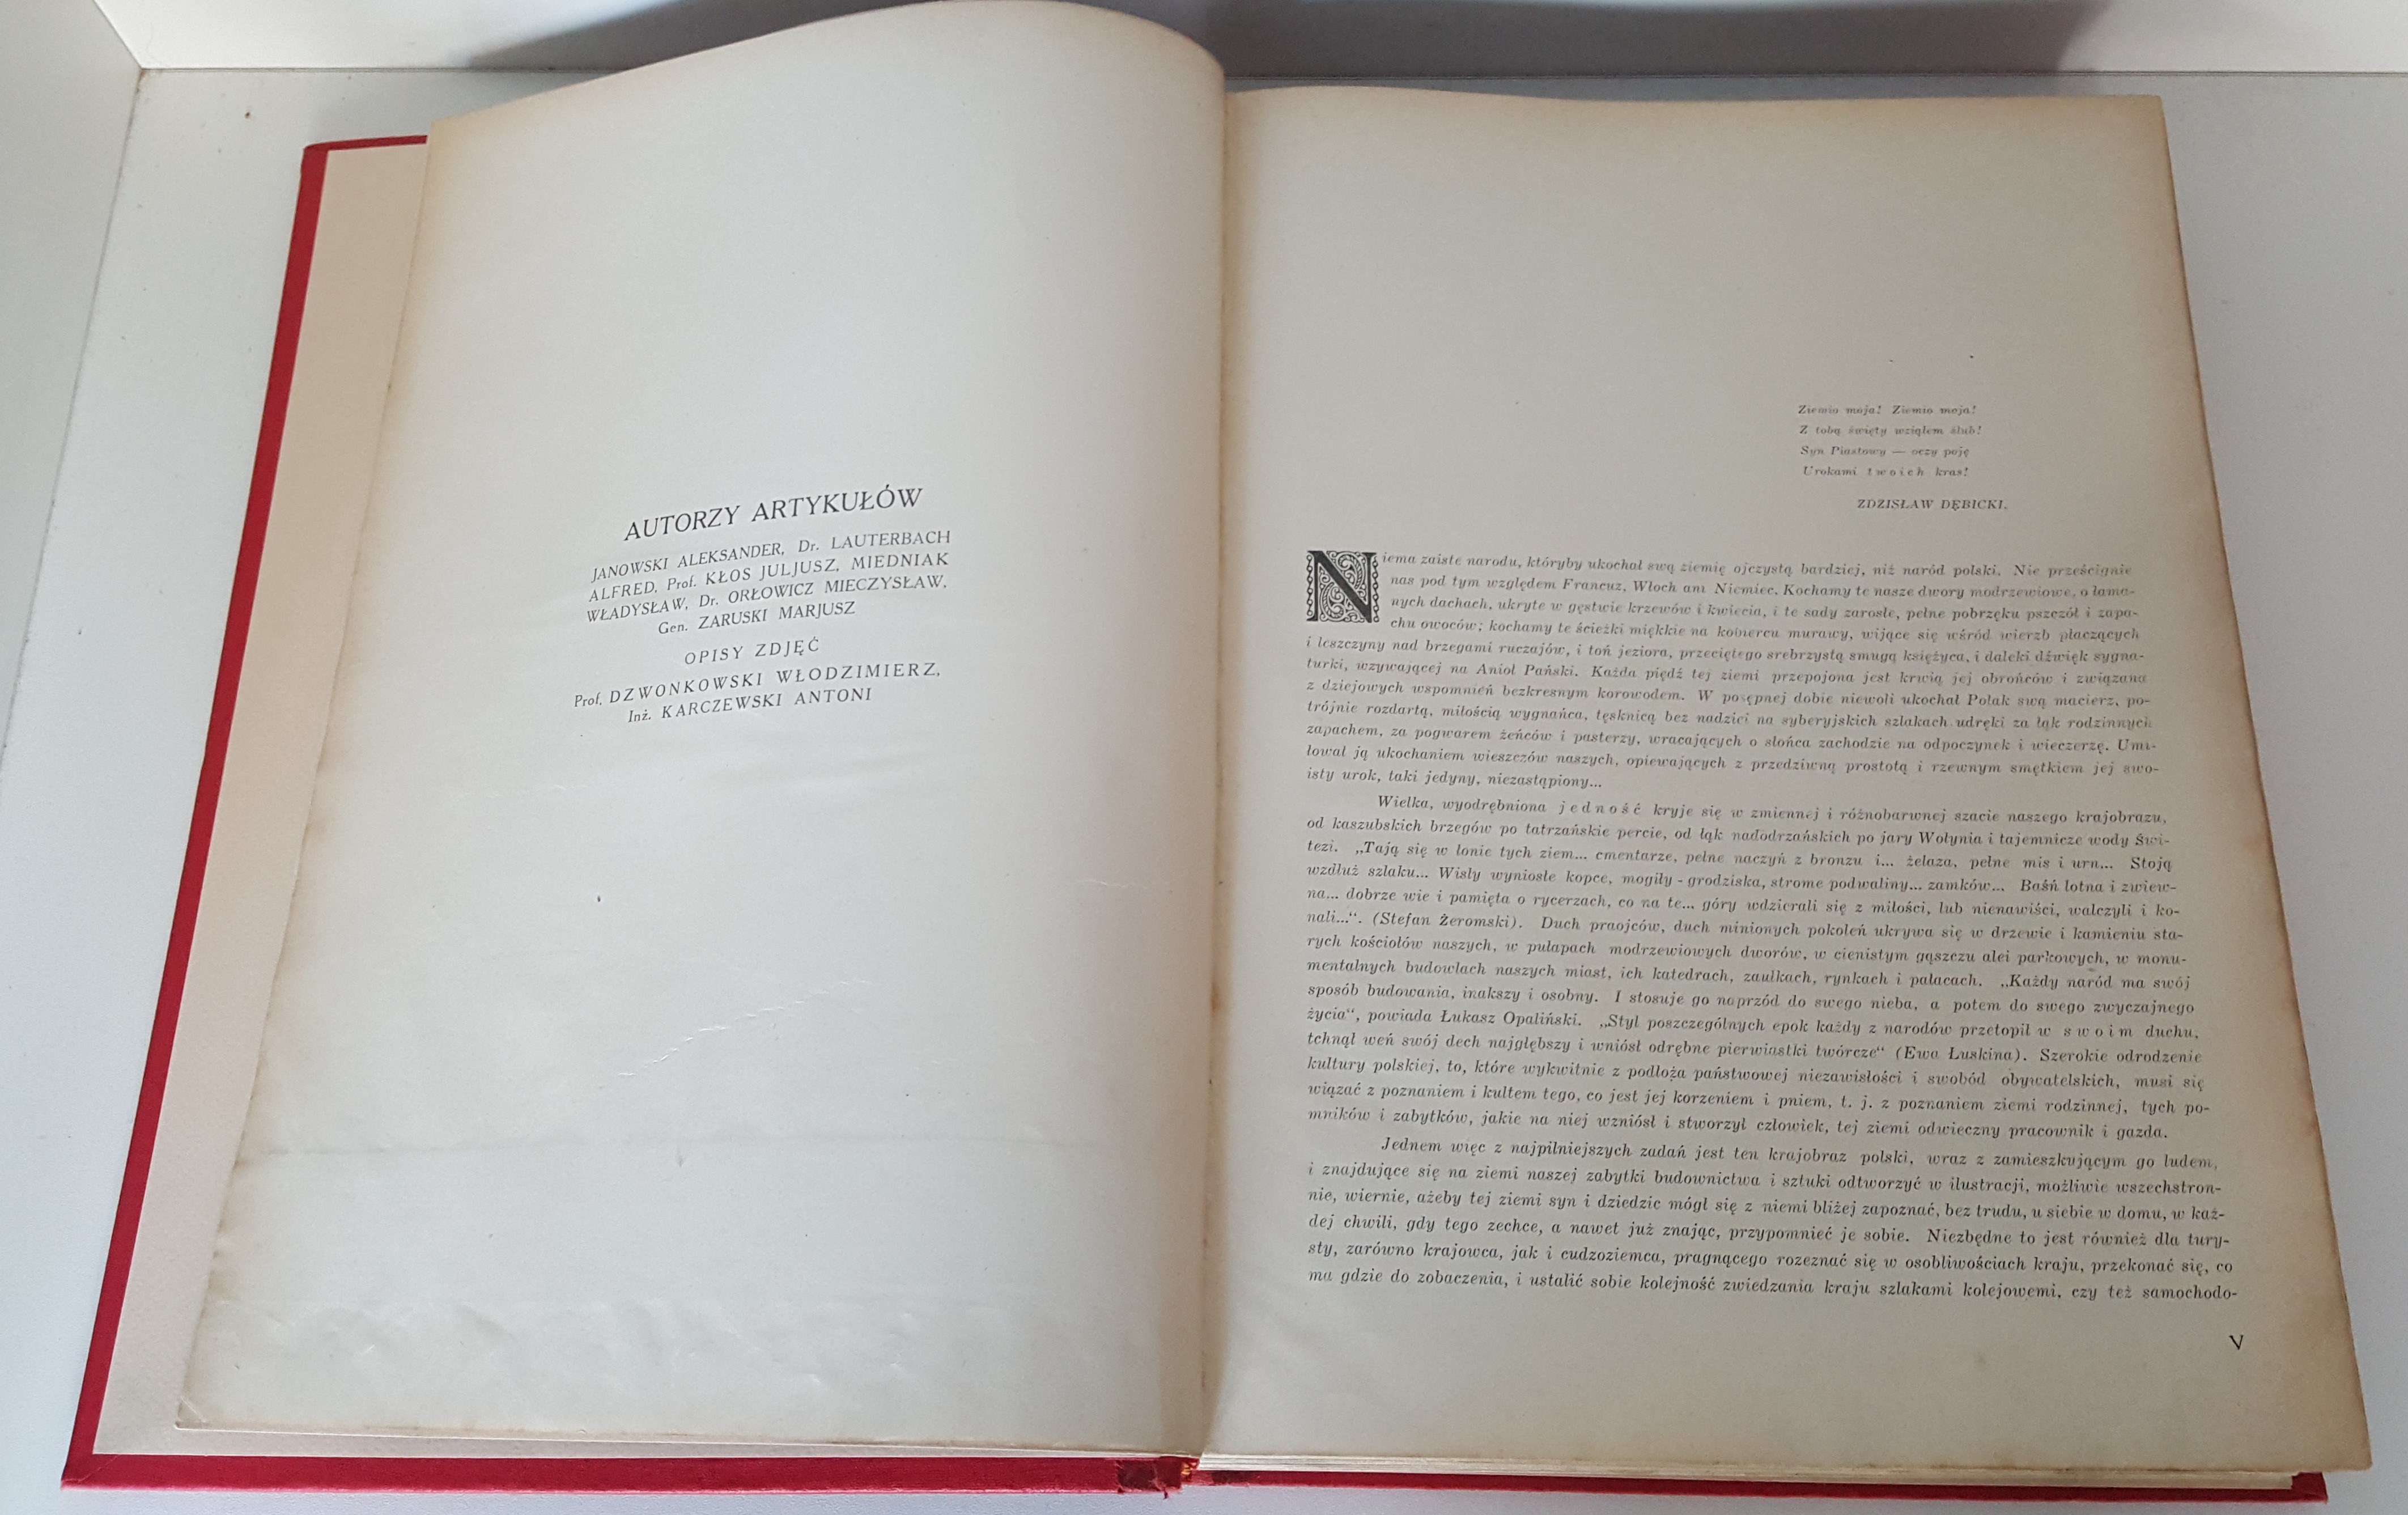 AUTORZY ARTYKUŁÓW
JANOWSKI ALEKSANDER, Dr. LAUTERBACH
ALFRED, Prof. KŁOS JULJUSZ, MIEDNIAK
WŁADYSŁAW, Dr. ORŁOWICZ MIECZYSŁAW,
Gen. ZARUSKI MARJUSZ
OPISY ZDJĘĆ
Prof. DZWONKOWSKI WŁODZIMIERZ,
Inż. KARCZEWSKI ANTONI
Ziemio moja! Ziemio moja!
Z tobą święty wziąłem ślub!
Syn Piastowy — oczy poję
Urokami twoich kras!
ZDZISŁAW DĘBICKI.
Niema zaiste narodu, któryby ukochał swą ziemię ojczystą bardziej, niż naród polski. Nie prześcignie
nas pod tym względem Francuz, Włoch ani Niemiec. Kochamy te nasze dwory modrzewiowe, o łama-
nych dachach, ukryte w gęstwie krzewów i kwiecia, i te sady zarosłe, pełne pobrzęku pszczół i zapa-
chu owoców; kochamy te ścieżki miękkie na kobiercu murawy, wijące się wśród wierzb płaczących
i leszczyny nad brzegami ruczajów, i toń jeziora, przeciętego srebrzystą smugą księżyca, i daleki dźwięk sygna-
turki, wzywającej na Anioł Pański. Każda piędź tej ziemi przepojona jest krwią jej obrońców i związana
z dziejowych wspomnień bezkresnym korowodem. W posępnej dobie niewoli ukochał Polak swą macierz, po-
trójnie rozdartą, miłością wygnańca, tęsknicą bez nadziei na syberyjskich szlakach udręki za łąk rodzinnych
zapachem, za pogwarem żeńców i pasterzy, wracających o słońca zachodzie na odpoczynek i wieczerzę. Umi-
łował ją ukochaniem wieszczów naszych, opiewających z przedziwną prostotą i rzewnym smętkiem jej swo-
isty urok, taki jedyny, niezastąpiony...
Wielka, wyodrębniona jedność kryje się w zmiennej i różnobarwnej szacie naszego krajobrazu,
od kaszubskich brzegów po tatrzańskie percie, od łąk nadodrzańskich po jary Wołynia i tajemnicze wody Świ-
tezi. „Tają się w łonie tych ziem... cmentarze, pełne naczyń z bronzu i... żelaza, pełne mis i urn... Stoją
wzdłuż szlaku... Wisły wyniosłe kopce, mogiły - grodziska, strome podwaliny... zamków... Baśń lotna i zwiew-
na... dobrze wie i pamięta o rycerzach, co na te... góry wdzierali się z miłości, lub nienawiści, walczyli i ko-
nali...“. (Stefan Żeromski). Duch praojców, duch minionych pokoleń ukrywa się w drzewie i kamieniu sta-
rych kościołów naszych, w pułapach modrzewiowych dworów, w cienistym gąszczu alei parkowych, w monu-
mentalnych budowlach naszych miast, ich katedrach, zaułkach, rynkach i pałacach. „Każdy naród ma swój
sposób budowania, inakszy i osobny. I stosuje go naprzód do swego nieba, a potem do swego zwyczajnego
życia“, powiada Łukasz Opaliński. „Styl poszczególnych epok każdy z narodów przetopił w swoim duchu,
tchnął weń swój dech najgłębszy i wniósł odrębne pierwiastki twórcze“ (Ewa Łuskina). Szerokie odrodzenie
kultury polskiej, to, które wykwitnie z podłoża państwowej niezawisłości i swobód obywatelskich, musi się
wiązać z poznaniem i kultem tego, co jest jej korzeniem i pniem, t. j. z poznaniem ziemi rodzinnej, tych po-
mników i zabytków, jakie na niej wzniósł i stworzył człowiek, tej ziemi odwieczny pracownik i gazda.
Jednem więc z najpilniejszych zadań jest ten krajobraz polski, wraz z zamieszkującym go ludem,
i znajdujące się na ziemi naszej zabytki budownictwa i sztuki odtworzyć w ilustracji, możliwie wszechstron-
nie, wiernie, ażeby tej ziemi syn i dziedzic mógł się z niemi bliżej zapoznać, bez trudu, u siebie w domu, w każ-
dej chwili, gdy tego zechce, a nawet już znając, przypomnieć je sobie. Niezbędne to jest również dla tury-
sty, zarówno krajowca, jak i cudzoziemca, pragnącego rozeznać się w osobliwościach kraju, przekonać się, co
ma gdzie do zobaczenia, i ustalić sobie kolejność zwiedzania kraju szlakami kolejowemi, czy też samochodo-
V